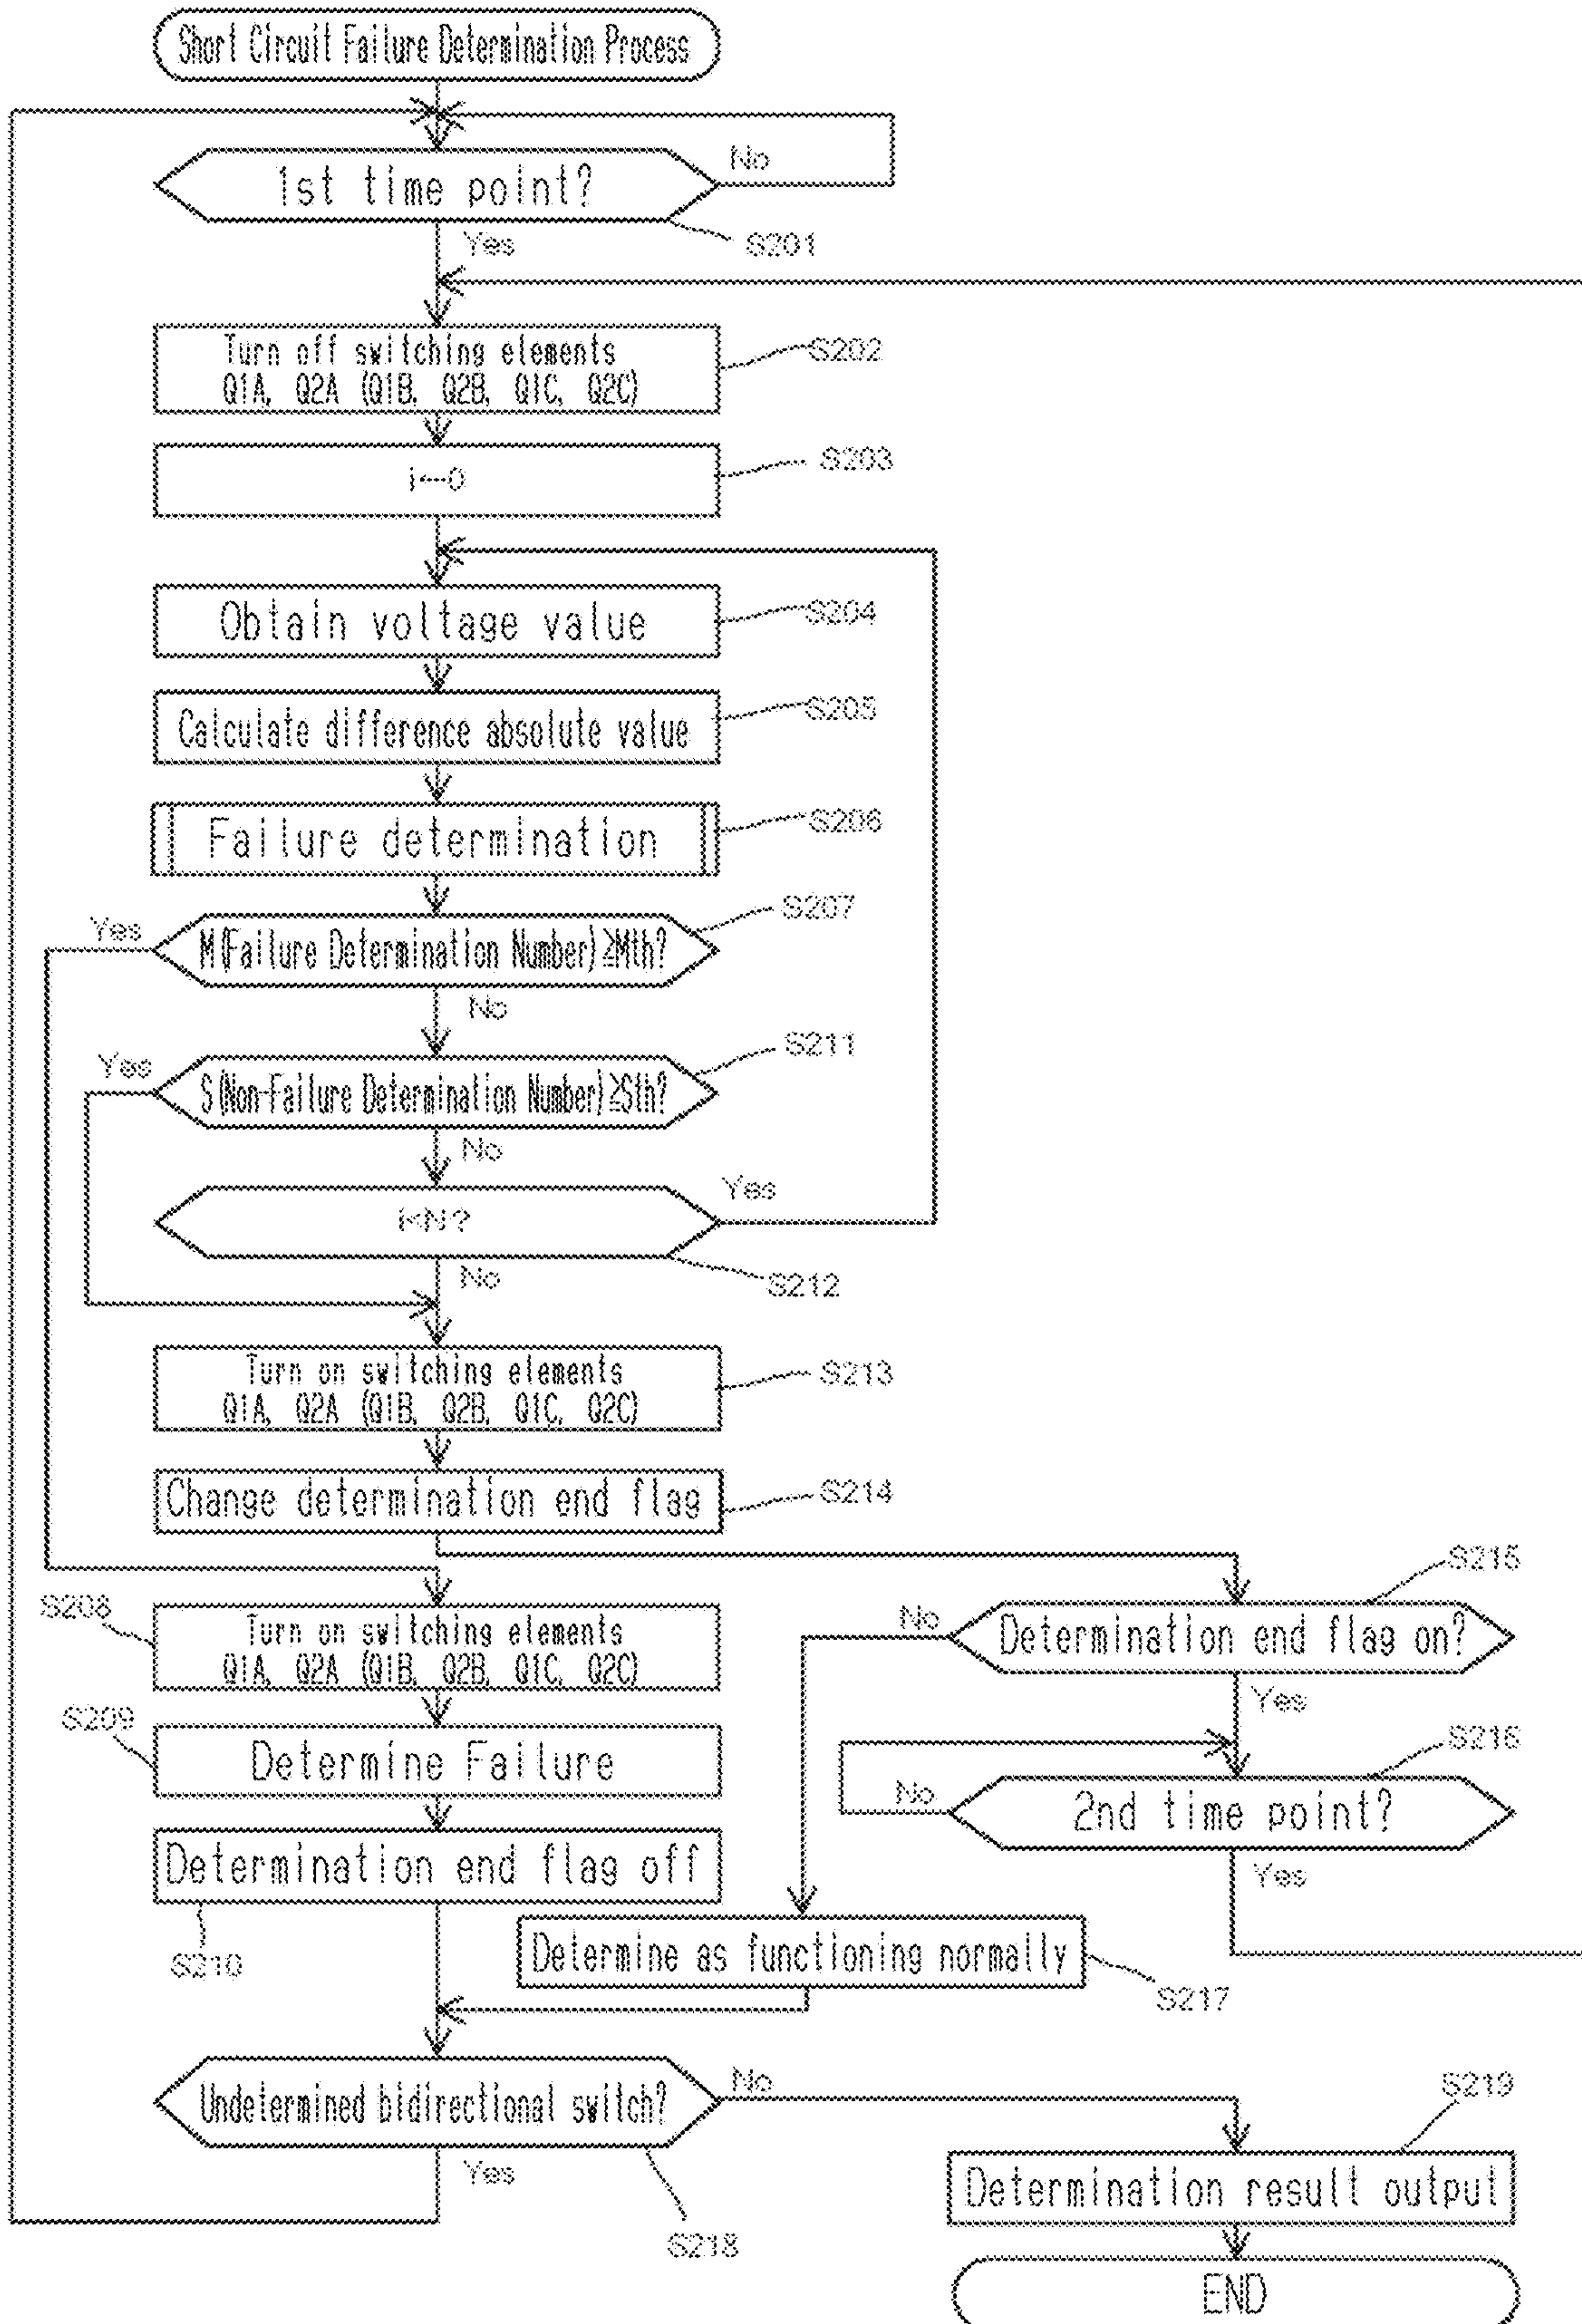 Short Circuit Failure Determination Process
No
1st time point?
S201
Yes
Turn off switching elements
Q1A, Q2A (Q1B, Q2B, Q1C, Q2C)
S202
i←0
S203
Obtain voltage value
S204
Calculate difference absolute value
S205
Failure determination
S206
S207
Yes
M(Failure Determination Number)≧Mth?
No
S211
Yes
S(Non-Failure Determination Number)≧Sth?
No
Yes
i<N?
S212
No
Turn on switching elements
Q1A, Q2A (Q1B, Q2B, Q1C, Q2C)
S213
Change determination end flag
S214
S208
Turn on switching elements
Q1A, Q2A (Q1B, Q2B, Q1C, Q2C)
S209
Determine Failure
Determination end flag off
S210
S215
No
Determination end flag on?
Yes
S216
No
2nd time point?
Yes
Determine as functioning normally
S217
Undetermined bidirectional switch?
No
Yes
S218
S219
Determination result output
END